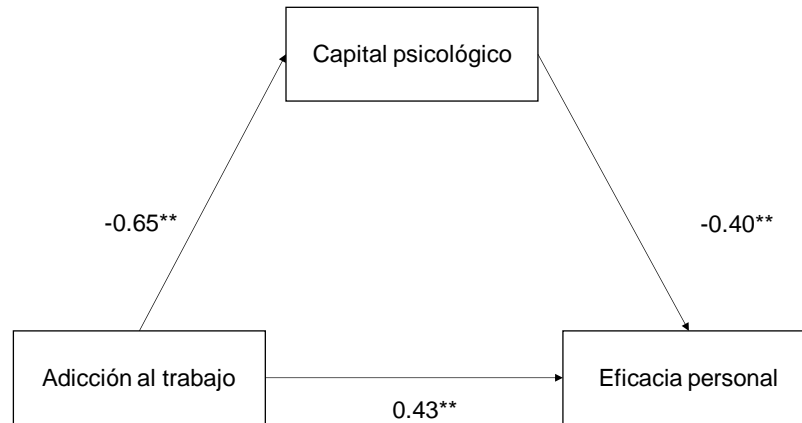 Capital psicológico
-0.65**
-0.40**
Adicción al trabajo
Eficacia personal
0.43**